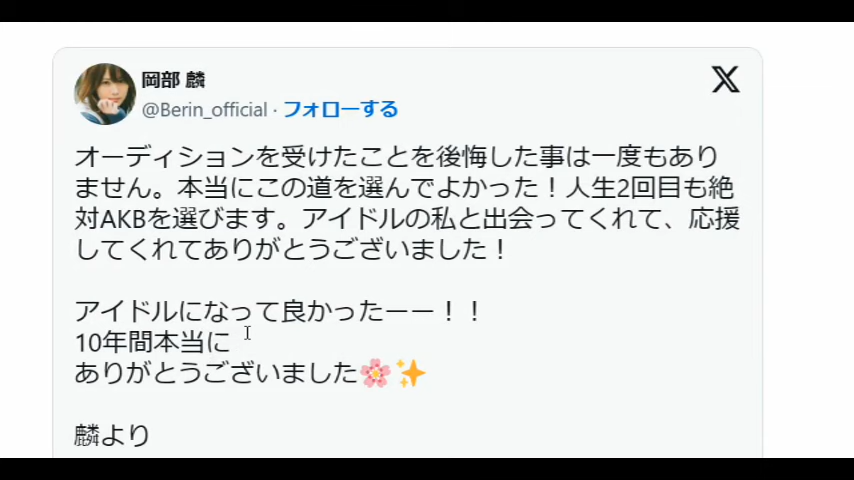 岡部 麟
@Berin_official · フォローする
オーディションを受けたことを後悔した事は一度もあり
ません。本当にこの道を選んでよかった！人生2回目も絶
対AKBを選びます。アイドルの私と出会ってくれて、応援
してくれてありがとうございました！
アイドルになって良かったーー！！
10年間本当に
ありがとうございました🌸✨
麟より